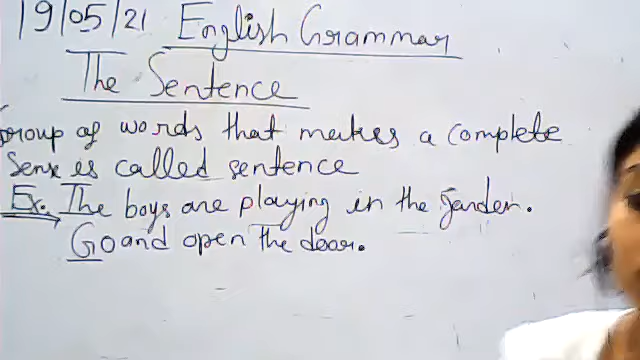 19/05/21 English Grammar
The Sentence
Group of words that makes a complete
Sense is called sentence
Ex. The boys are playing in the garden.
Go and open the door.